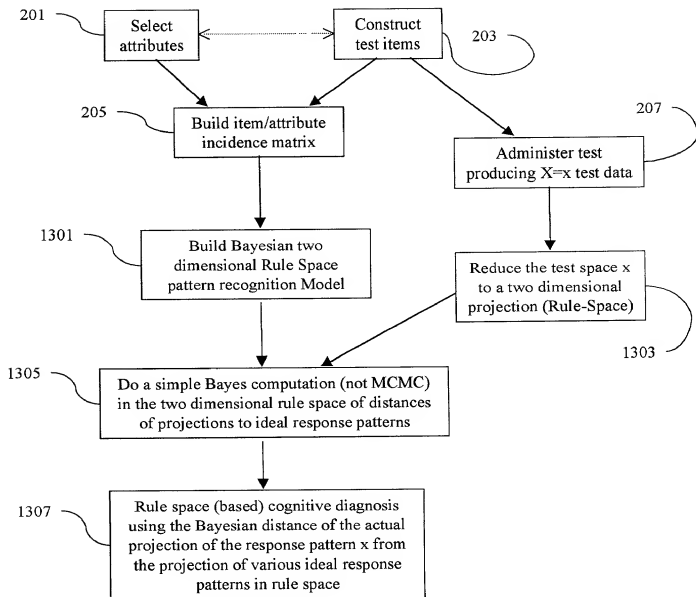 201
Select
attributes
Construct
test items
203
205
Build item/attribute
incidence matrix
207
Administer test
producing X=x test data
1301
Build Bayesian two
dimensional Rule Space
pattern recognition Model
Reduce the test space x
to a two dimensional
projection (Rule-Space)
1303
1305
Do a simple Bayes computation (not MCMC)
in the two dimensional rule space of distances
of projections to ideal response patterns
1307
Rule space (based) cognitive diagnosis
using the Bayesian distance of the actual
projection of the response pattern x from
the projection of various ideal response
patterns in rule space